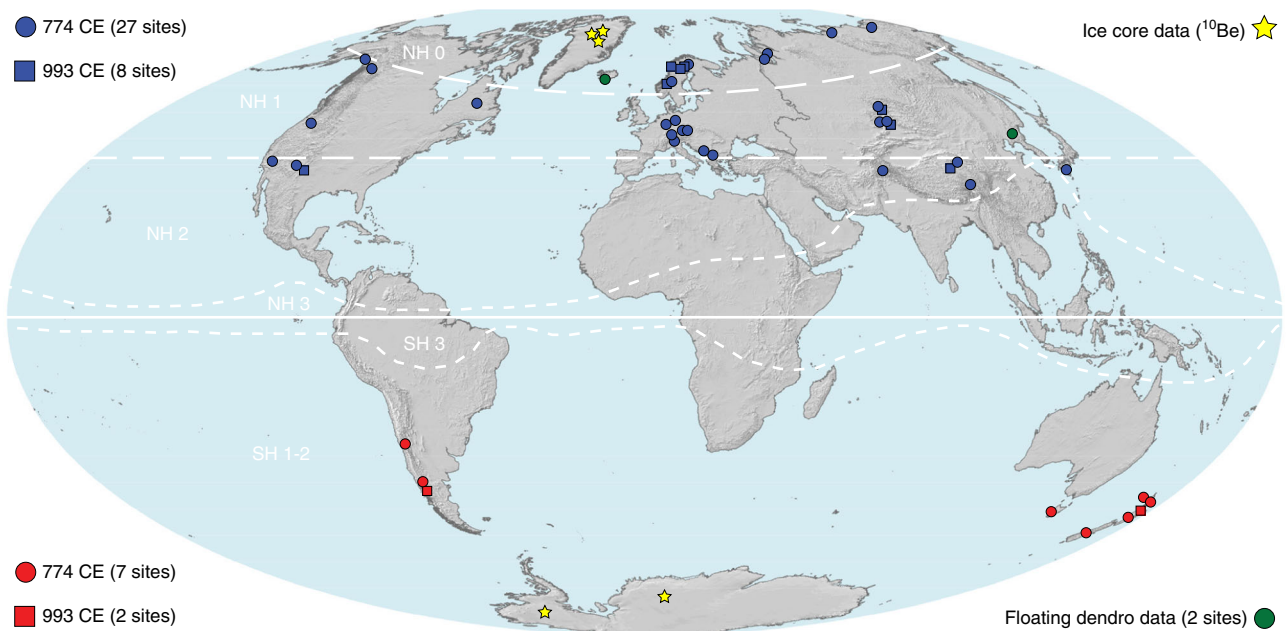 774 CE (27 sites)
993 CE (8 sites)
Ice core data (¹⁰Be)
NH 0
NH 1
NH 2
NH 3
SH 3
SH 1-2
774 CE (7 sites)
993 CE (2 sites)
Floating dendro data (2 sites)